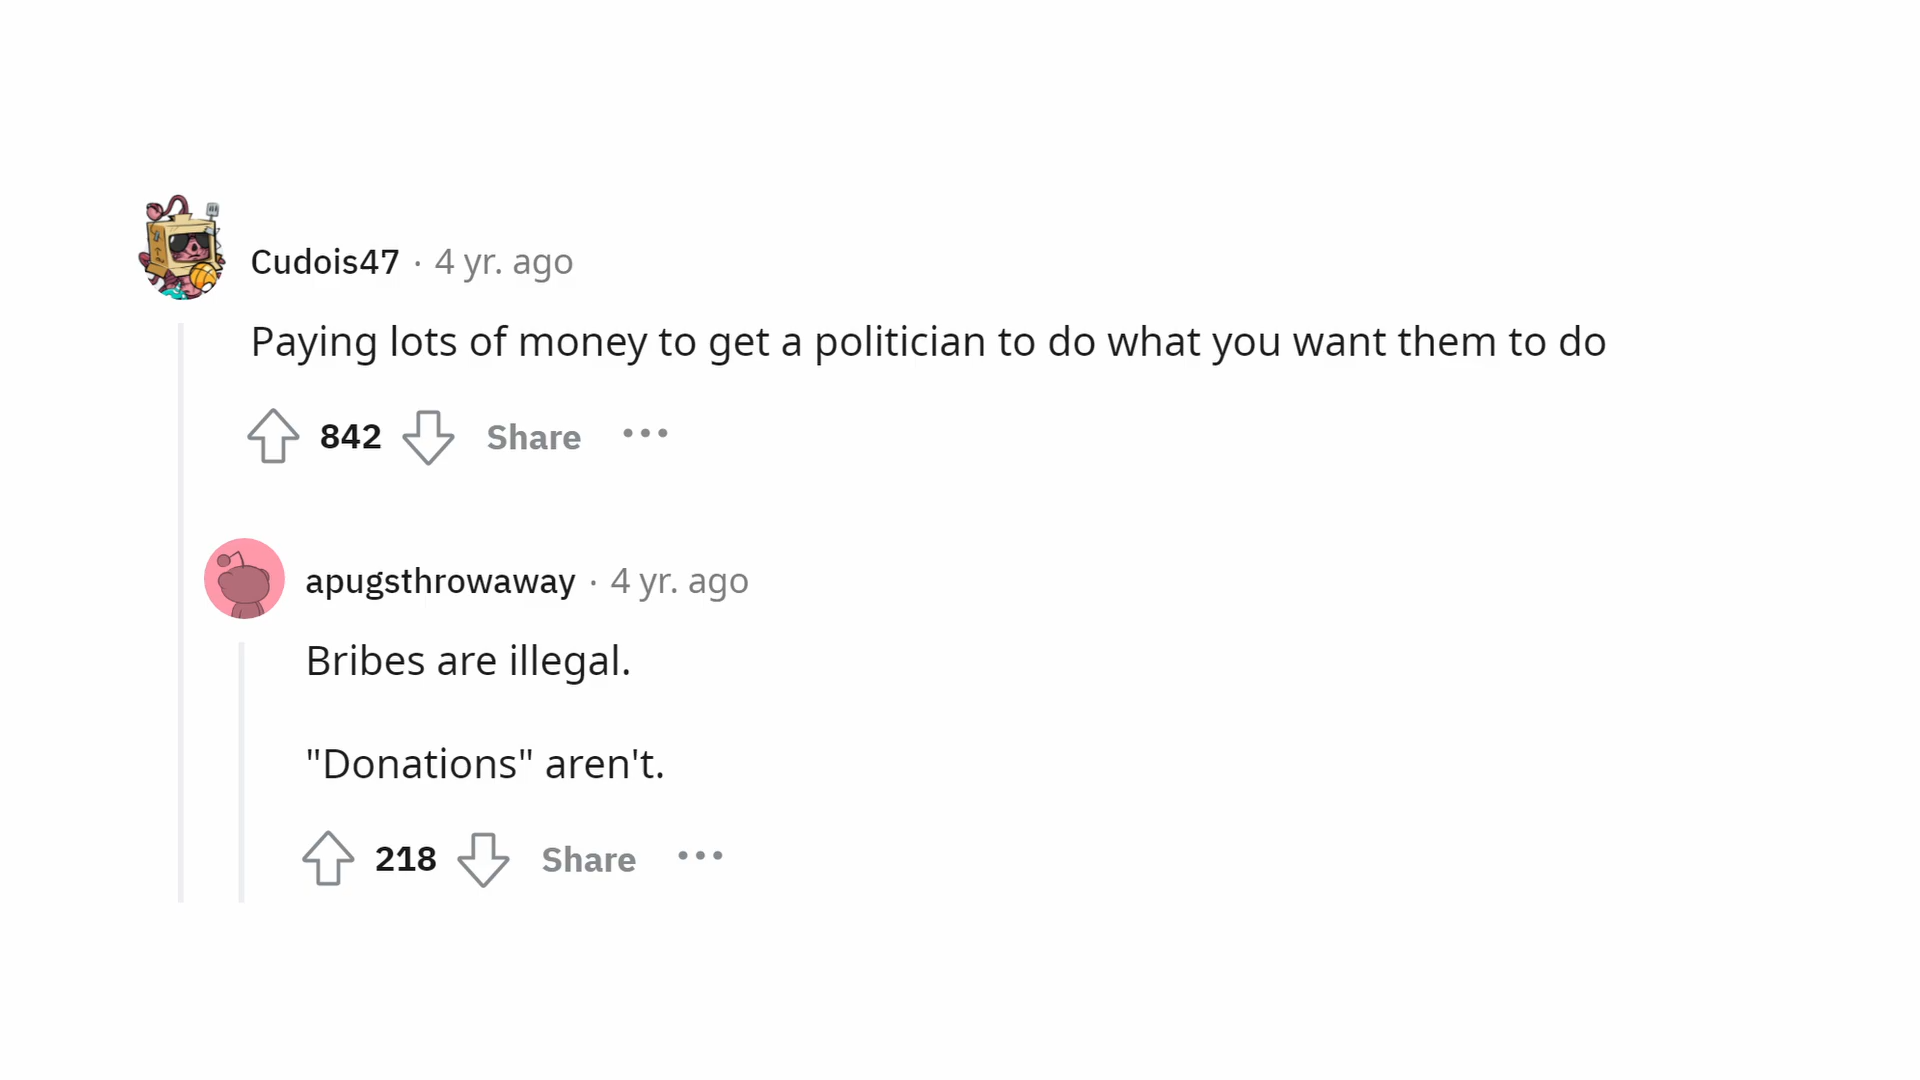 Cudois47 · 4 yr. ago
Paying lots of money to get a politician to do what you want them to do
842 Share ···
apugsthrowaway · 4 yr. ago
Bribes are illegal.
"Donations" aren't.
218 Share ···